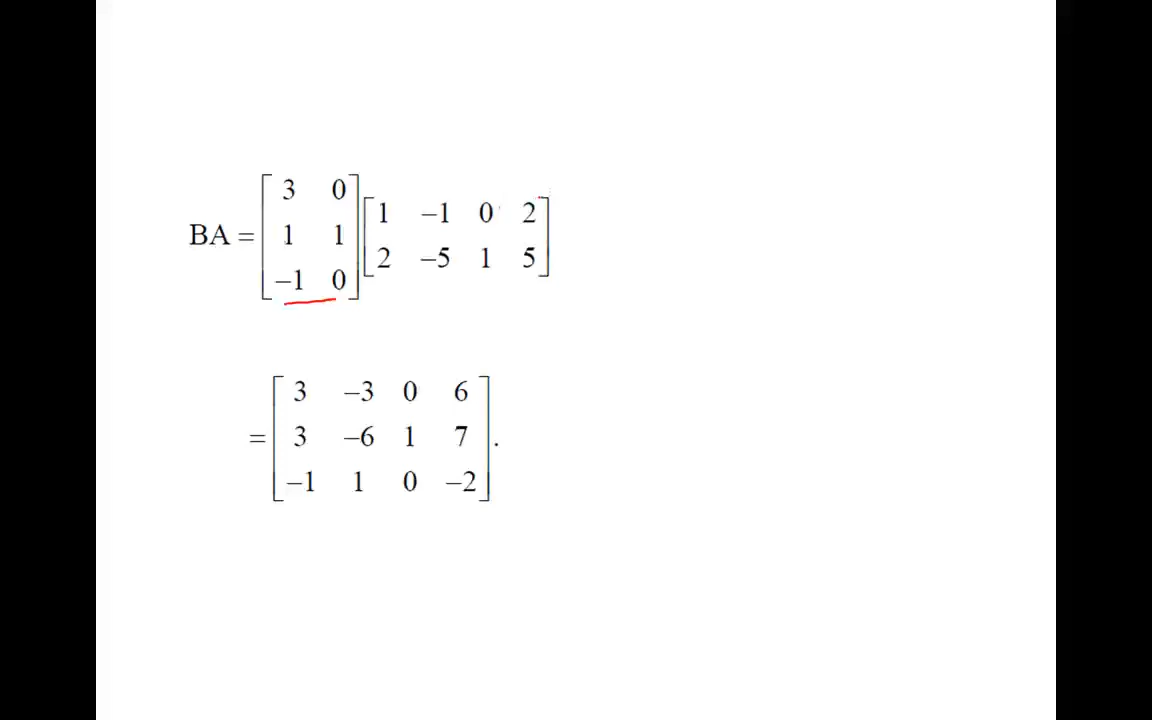 BA = [3 0; 1 1; −1 0] [1 −1 0 2; 2 −5 1 5]
= [3 −3 0 6; 3 −6 1 7; −1 1 0 −2].